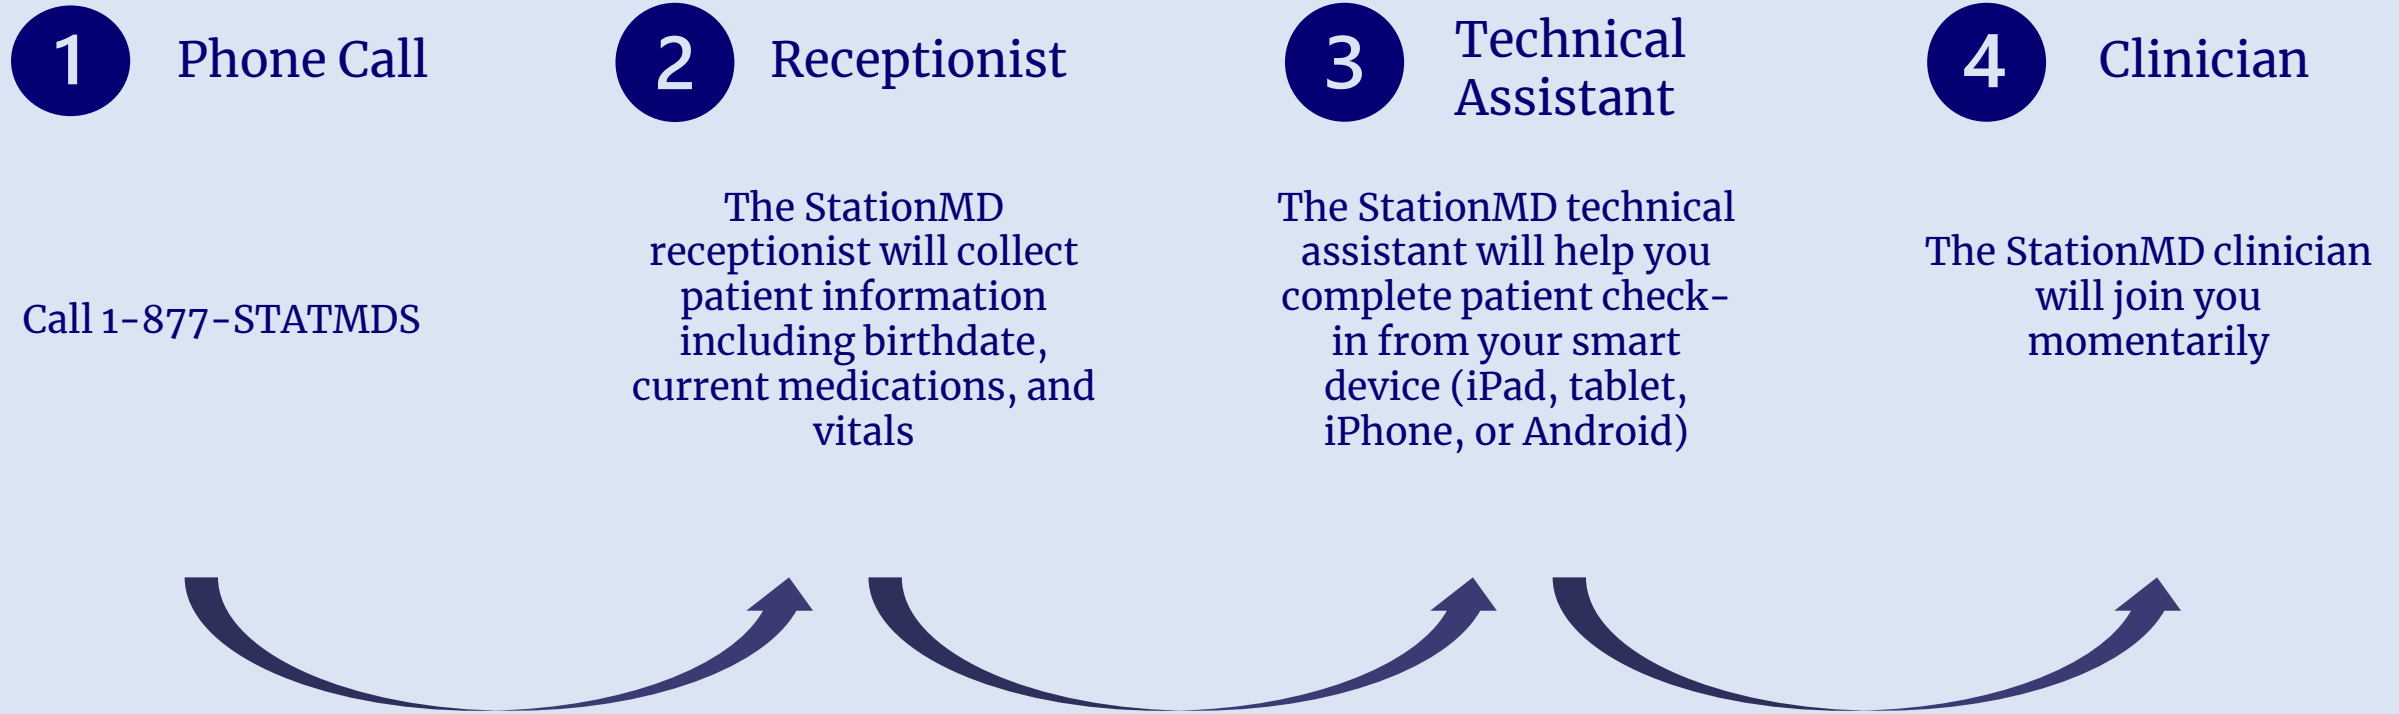 1
Phone Call
Call 1-877-STATMDS
2
Receptionist
The StationMD
receptionist will collect
patient information
including birthdate,
current medications, and
vitals
3
Technical
Assistant
The StationMD technical
assistant will help you
complete patient check-
in from your smart
device (iPad, tablet,
iPhone, or Android)
4
Clinician
The StationMD clinician
will join you
momentarily